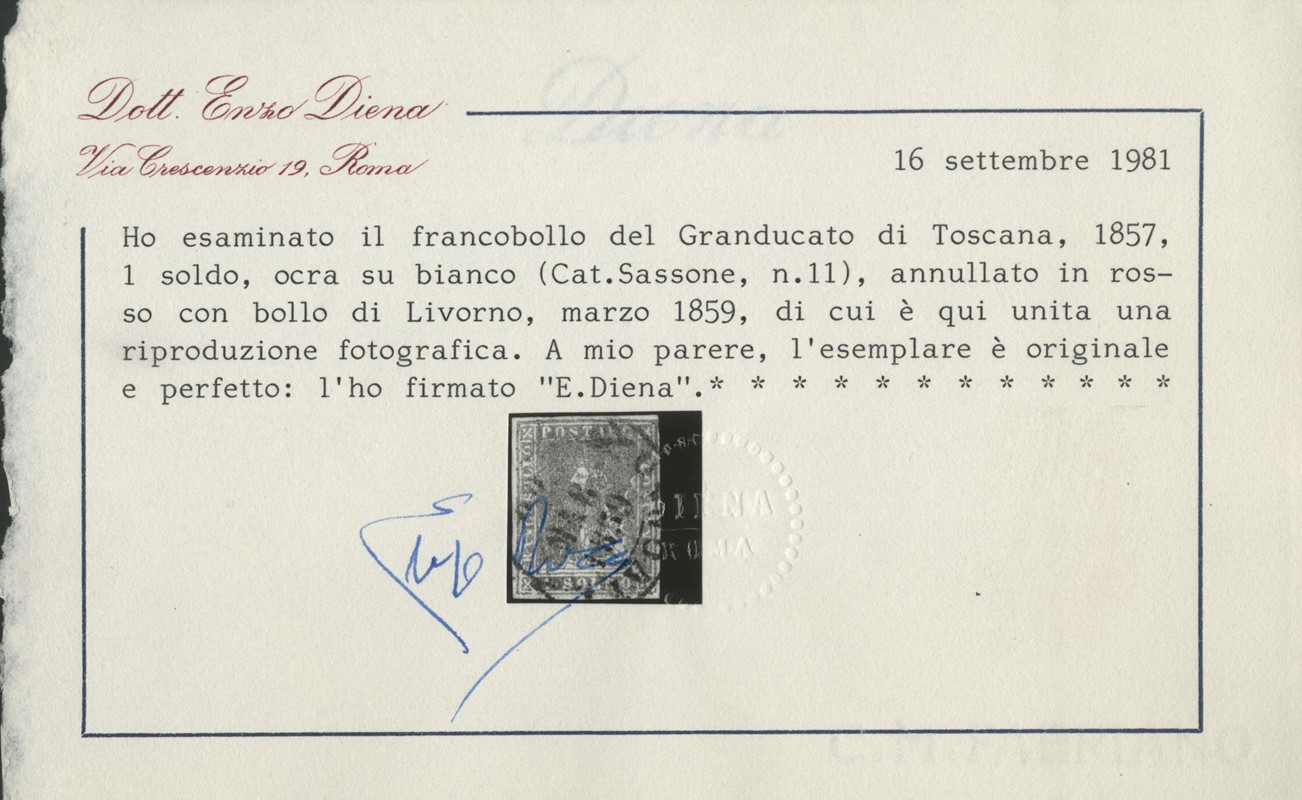 Dott. Enzo Diena
Via Crescenzio 19, Roma
16 settembre 1981
Ho esaminato il francobollo del Granducato di Toscana, 1857,
1 soldo, ocra su bianco (Cat.Sassone, n.11), annullato in ros-
so con bollo di Livorno, marzo 1859, di cui è qui unita una
riproduzione fotografica. A mio parere, l'esemplare è originale
e perfetto: l'ho firmato "E.Diena".* * * * * * * * * * * *
POSTALE
SOLDO
DIENA
ROMA